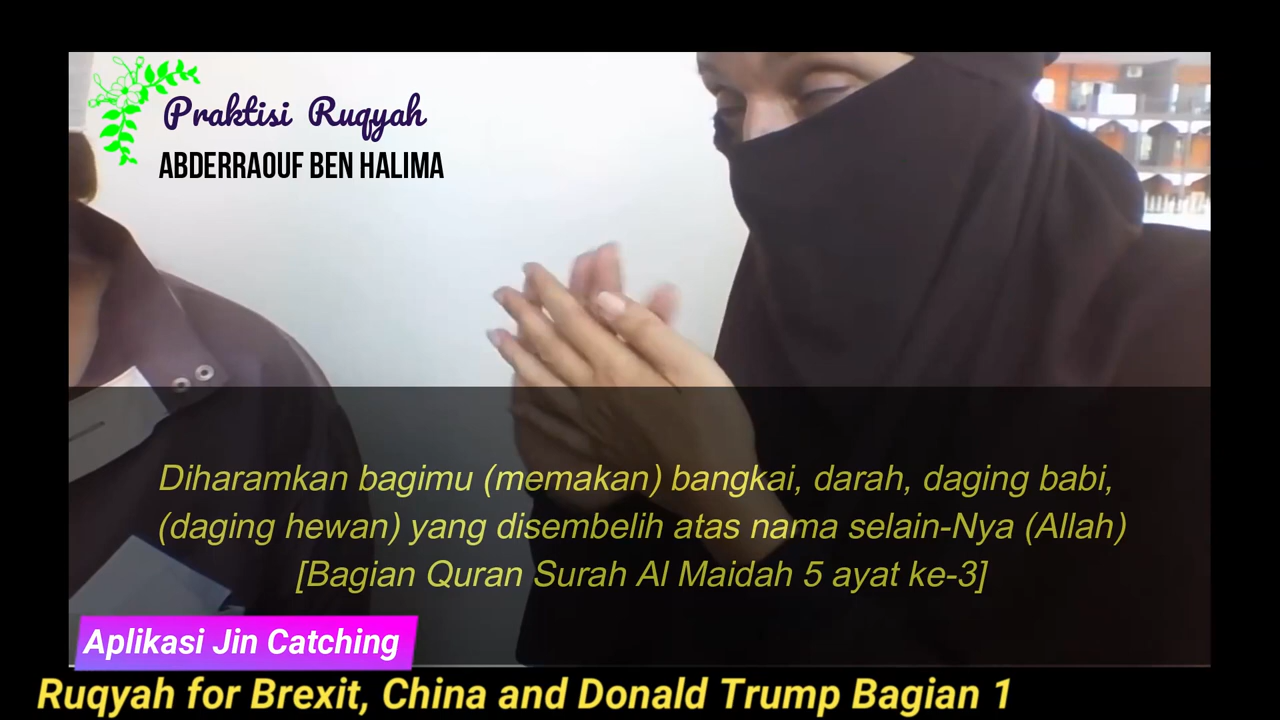 Praktisi Ruqyah
ABDERRAOUF BEN HALIMA
Diharamkan bagimu (memakan) bangkai, darah, daging babi,
(daging hewan) yang disembelih atas nama selain-Nya (Allah)
[Bagian Quran Surah Al Maidah 5 ayat ke-3]
Aplikasi Jin Catching
Ruqyah for Brexit, China and Donald Trump Bagian 1